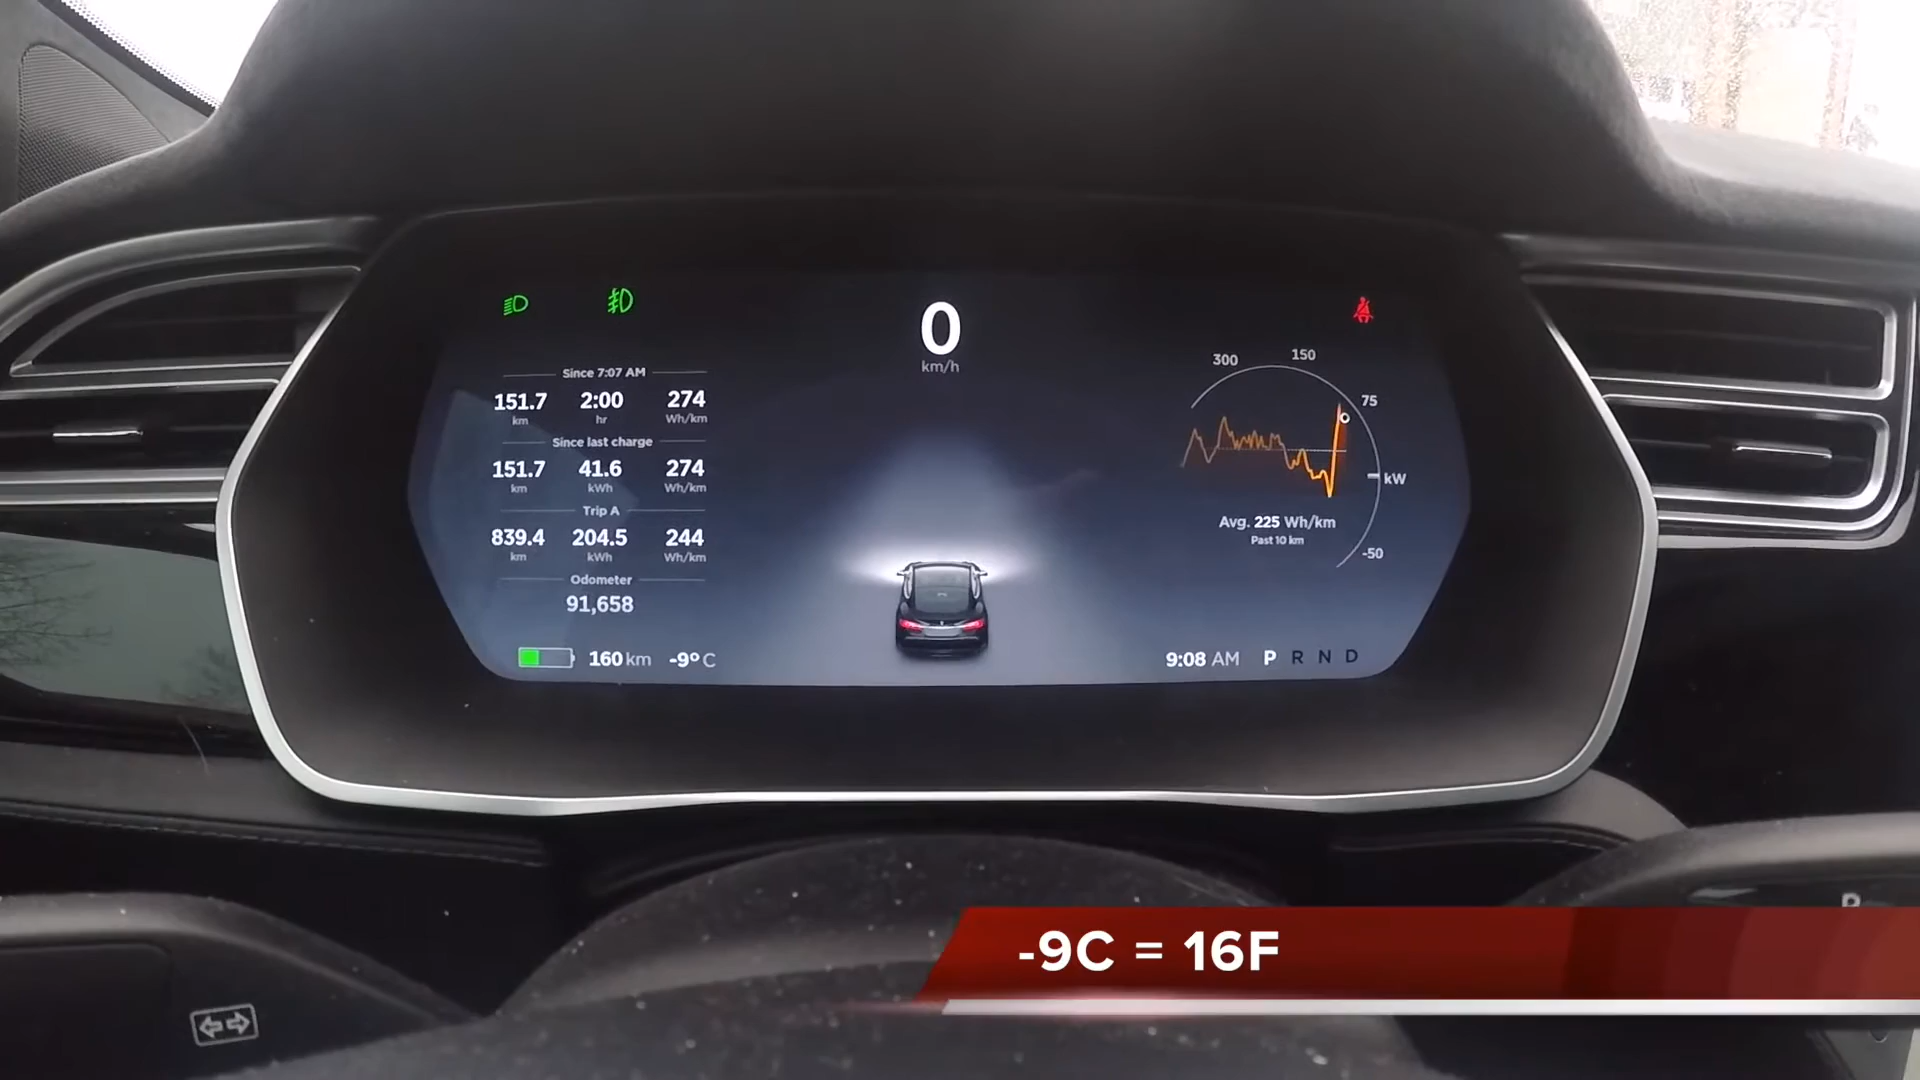 0
km/h
Since 7:07 AM
151.7 2:00 274
km hr Wh/km
Since last charge
151.7 41.6 274
km kWh Wh/km
Trip A
839.4 204.5 244
km kWh Wh/km
Odometer
91,658
160 km -9° C
300 150
75
kW
-50
Avg. 225 Wh/km
Past 10 km
9:08 AM P R N D
-9C = 16F